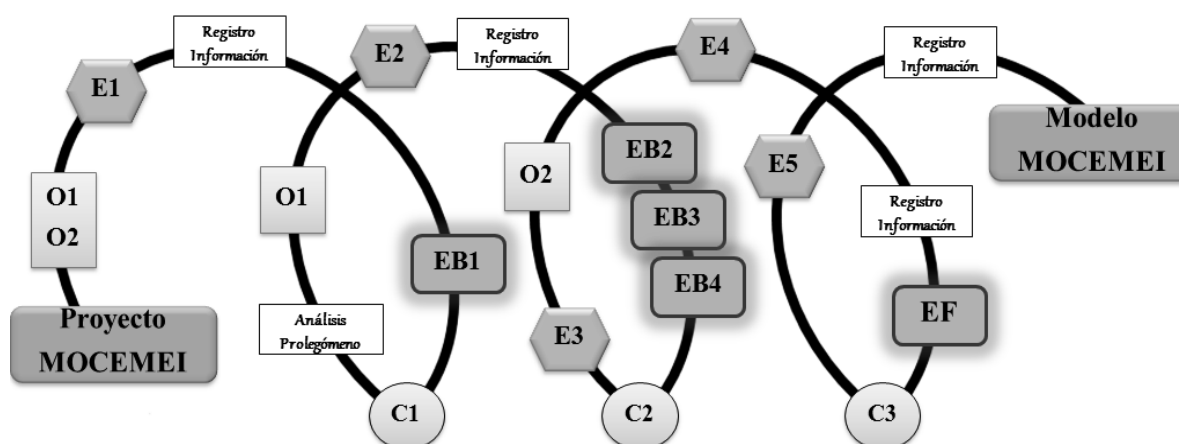 Proyecto
MOCEMEI
O1
O2
E1
Registro
Información
EB1
C1
Análisis
Prolegómeno
O1
E2
Registro
Información
EB2
EB3
EB4
C2
E3
O2
E4
Registro
Información
EF
C3
E5
Registro
Información
Modelo
MOCEMEI